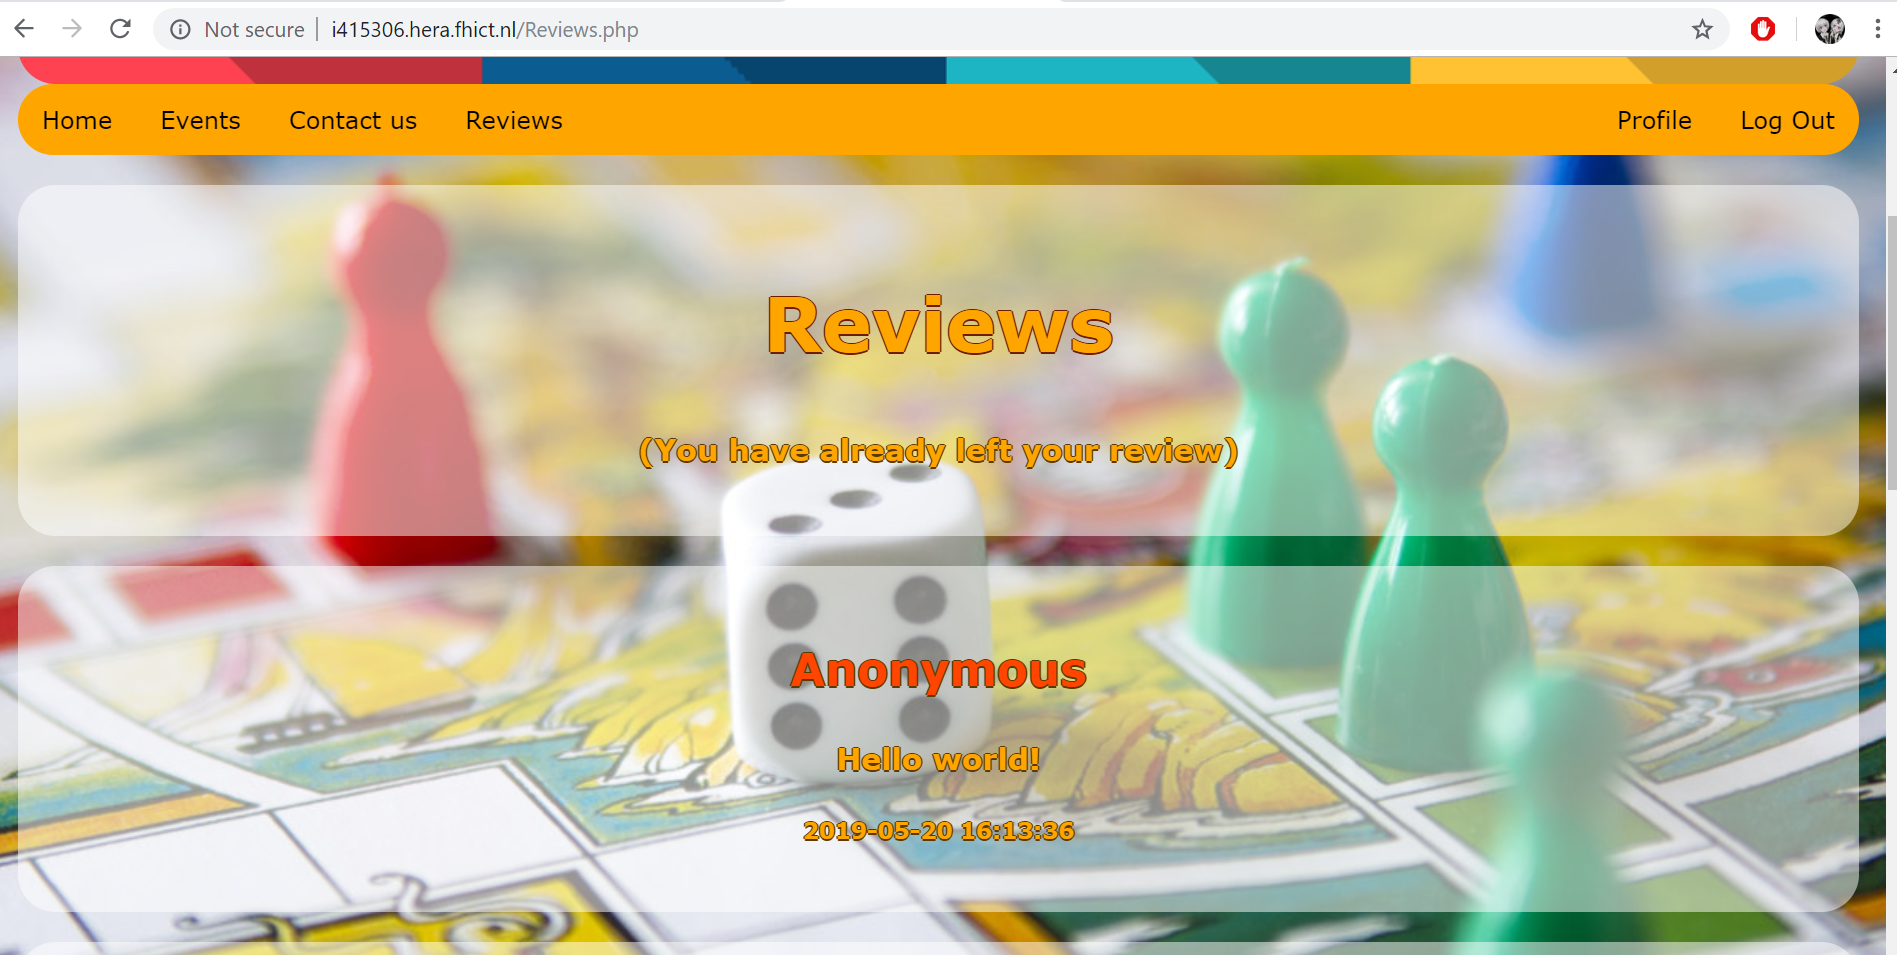 Not secure | i415306.hera.fhict.nl/Reviews.php
Home Events Contact us Reviews Profile Log Out
Reviews
(You have already left your review)
Anonymous
Hello world!
2019-05-20 16:13:36